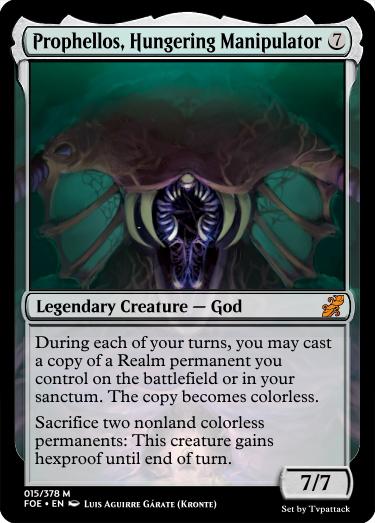 Prophellos, Hungering Manipulator 7
Legendary Creature — God
During each of your turns, you may cast
a copy of a Realm permanent you
control on the battlefield or in your
sanctum. The copy becomes colorless.
Sacrifice two nonland colorless
permanents: This creature gains
hexproof until end of turn.
7/7
015/378 M
FOE • EN Luis Aguirre Gárate (Kronte)
Set by Tvpattack